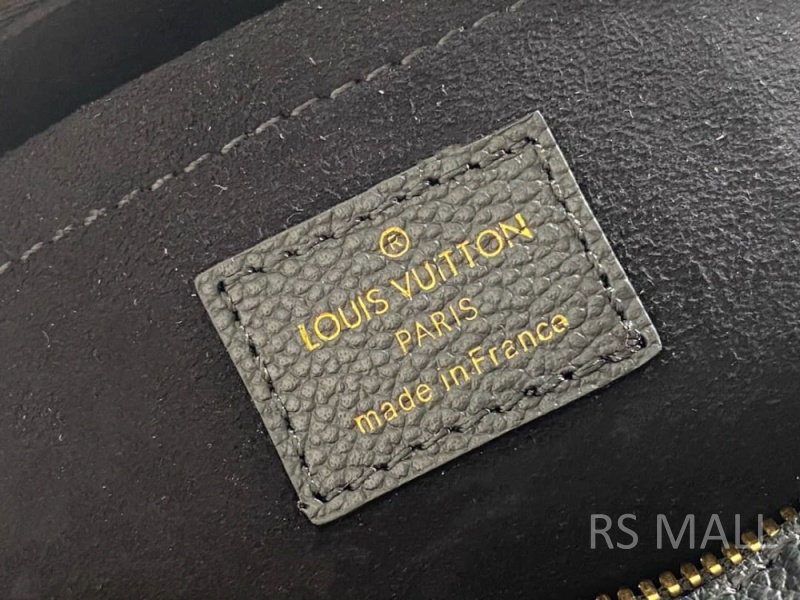 ®
LOUIS VUITTON
PARIS
made in France
RS MALL